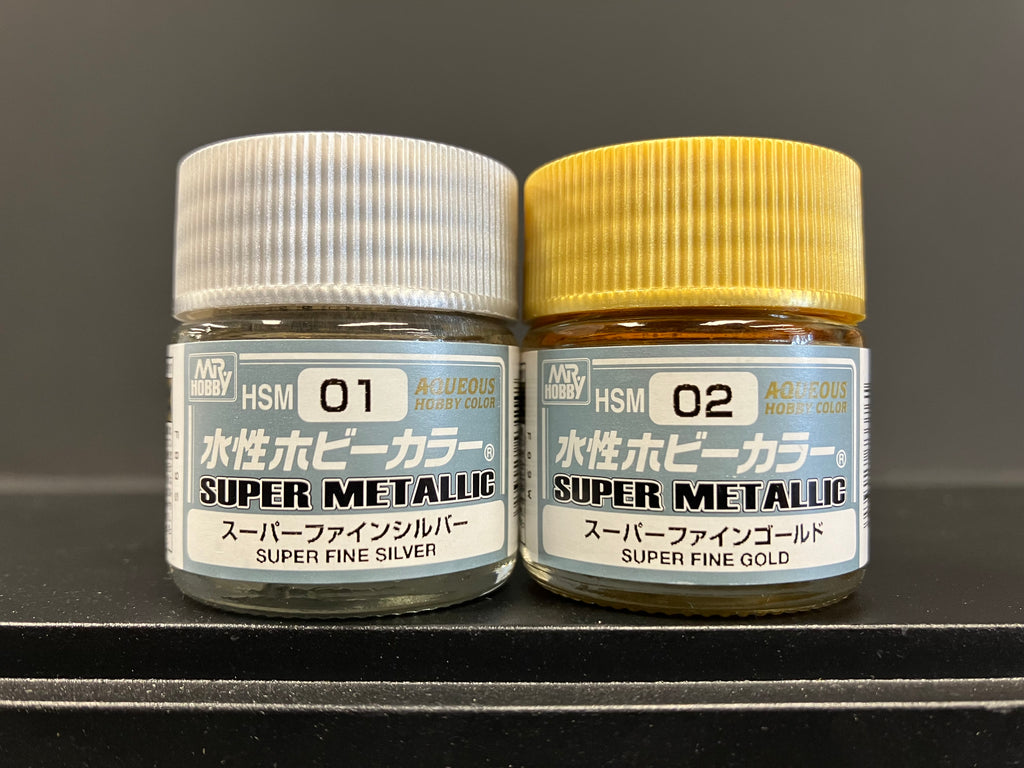 MR HOBBY
HSM 01
AQUEOUS
HOBBY COLOR
水性ホビーカラー®
SUPER METALLIC
スーパーファインシルバー
SUPER FINE SILVER
MR HOBBY
HSM 02
AQUEOUS
HOBBY COLOR
水性ホビーカラー®
SUPER METALLIC
スーパーファインゴールド
SUPER FINE GOLD